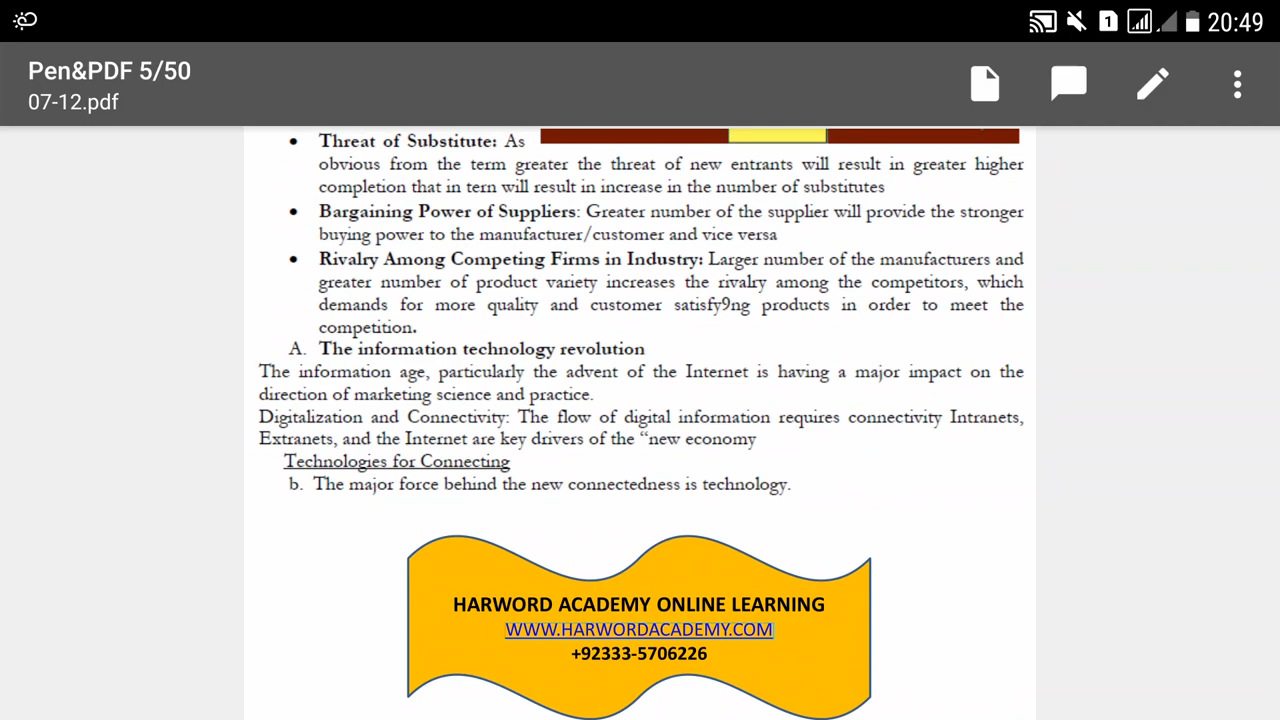 1
20:49
Pen&PDF 5/50
07-12.pdf
• Threat of Substitute: As
obvious from the term greater the threat of new entrants will result in greater higher
completion that in tern will result in increase in the number of substitutes
• Bargaining Power of Suppliers: Greater number of the supplier will provide the stronger
buying power to the manufacturer/customer and vice versa
• Rivalry Among Competing Firms in Industry: Larger number of the manufacturers and
greater number of product variety increases the rivalry among the competitors, which
demands for more quality and customer satisfy9ng products in order to meet the
competition.
A. The information technology revolution
The information age, particularly the advent of the Internet is having a major impact on the
direction of marketing science and practice.
Digitalization and Connectivity: The flow of digital information requires connectivity Intranets,
Extranets, and the Internet are key drivers of the “new economy
Technologies for Connecting
b. The major force behind the new connectedness is technology.
HARWORD ACADEMY ONLINE LEARNING
WWW.HARWORDACADEMY.COM
+92333-5706226